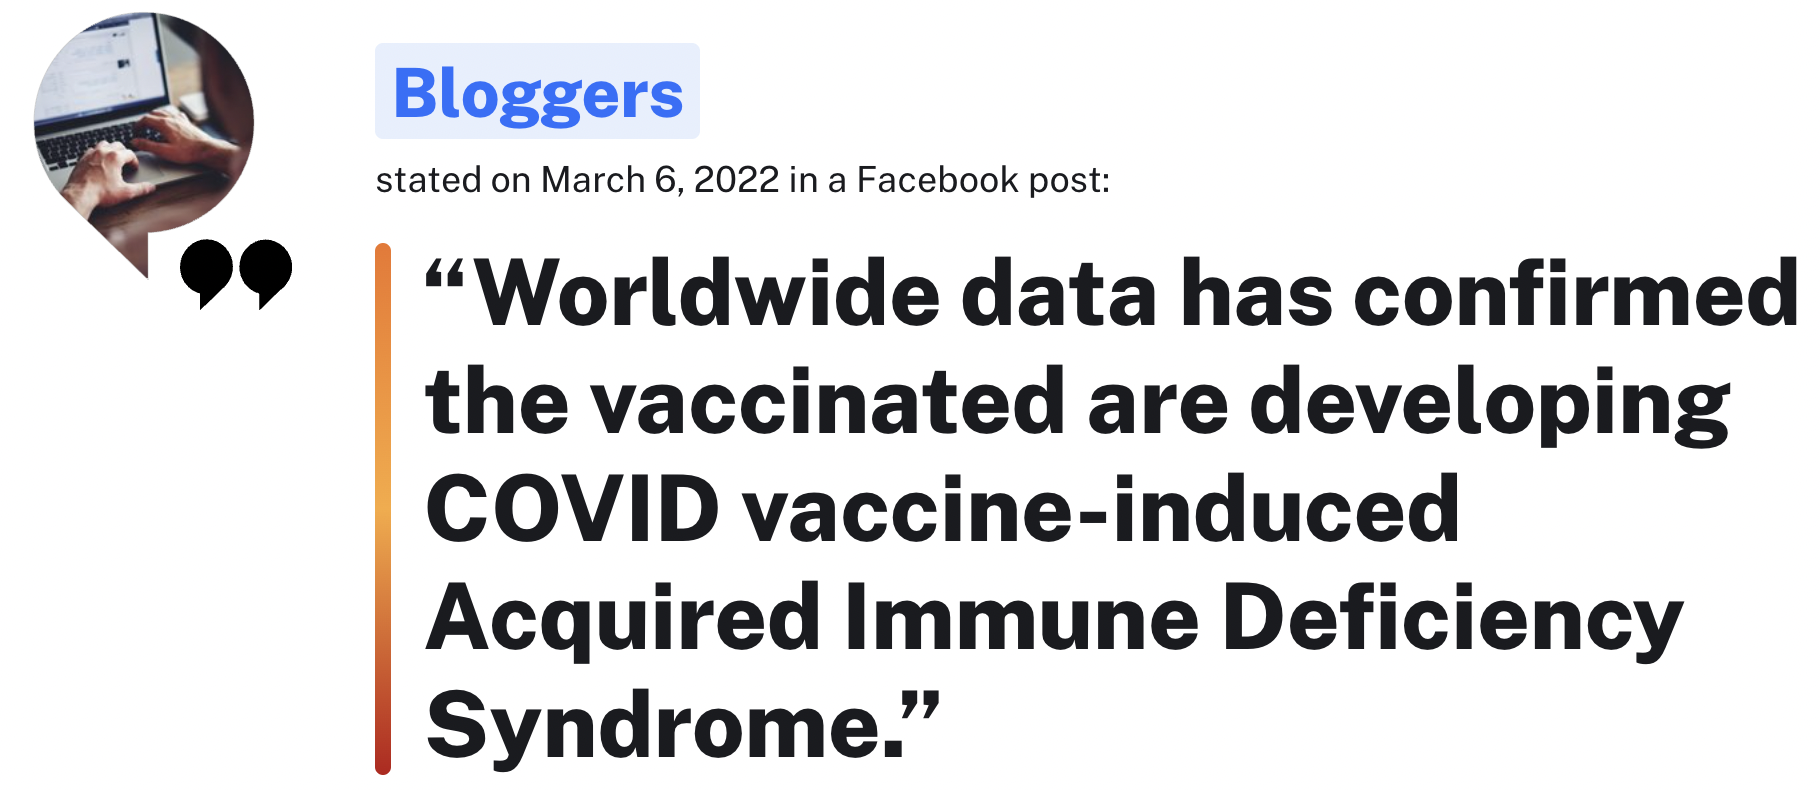 Bloggers
stated on March 6, 2022 in a Facebook post:
“Worldwide data has confirmed
the vaccinated are developing
COVID vaccine-induced
Acquired Immune Deficiency
Syndrome.”